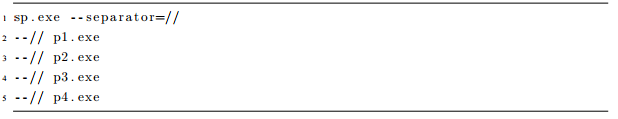 1 sp.exe --separator=//
2 --// p1.exe
3 --// p2.exe
4 --// p3.exe
5 --// p4.exe